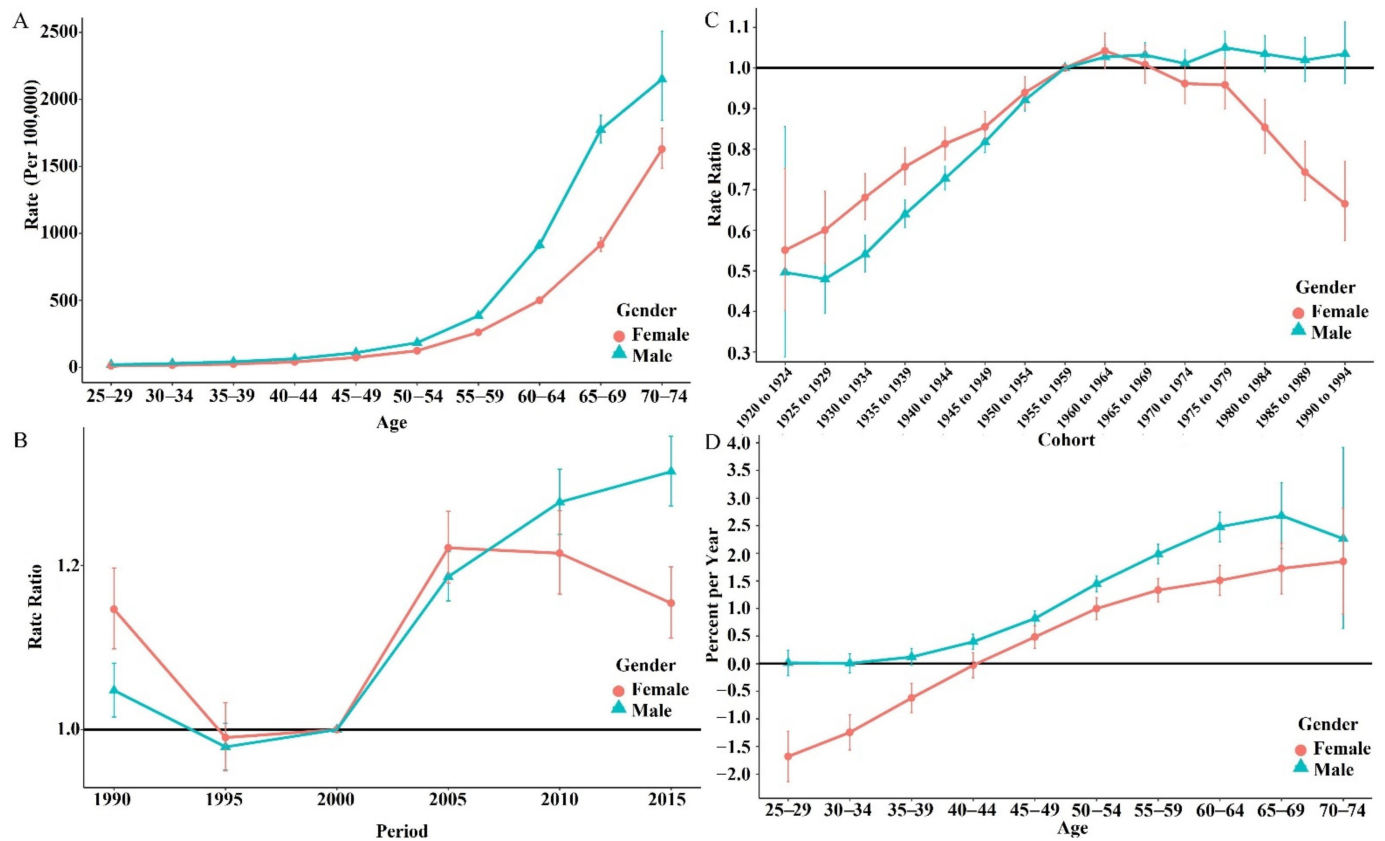 A
Rate (Per 100,000)
2500
2000
1500
1000
500
0
Gender
Female
Male
25–29 30–34 35–39 40–44 45–49 50–54 55–59 60–64 65–69 70–74
Age
B
Rate Ratio
1.2
1.0
Gender
Female
Male
1990 1995 2000 2005 2010 2015
Period
C
Rate Ratio
1.1
1.0
0.9
0.8
0.7
0.6
0.5
0.4
0.3
Gender
Female
Male
1920 to 1924
1925 to 1929
1930 to 1934
1935 to 1939
1940 to 1944
1945 to 1949
1950 to 1954
1955 to 1959
1960 to 1964
1965 to 1969
1970 to 1974
1975 to 1979
1980 to 1984
1985 to 1989
1990 to 1994
Cohort
D
Percent per Year
4.0
3.5
3.0
2.5
2.0
1.5
1.0
0.5
0.0
−0.5
−1.0
−1.5
−2.0
Gender
Female
Male
25–29 30–34 35–39 40–44 45–49 50–54 55–59 60–64 65–69 70–74
Age